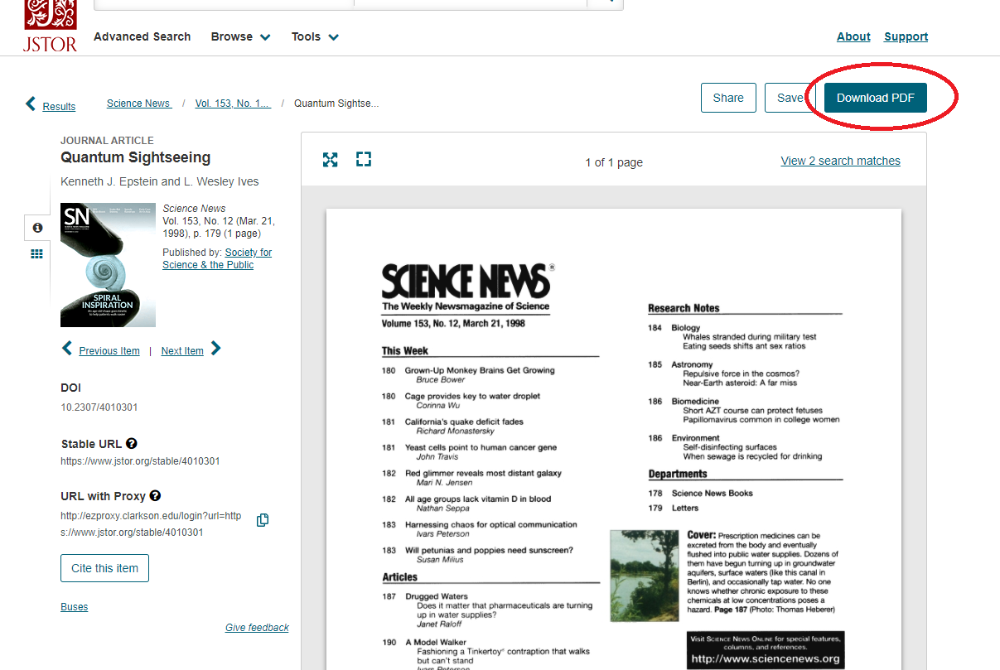 JSTOR
Advanced Search
Browse
Tools
About
Support
Results
Science News
/
Vol. 153, No. 1...
/
Quantum Sightse...
Share
Save
Download PDF
JOURNAL ARTICLE
Quantum Sightseeing
Kenneth J. Epstein and L. Wesley Ives
SN
SPIRAL
INSPIRATION
An age-old shape goes kinetic
to help patients walk easier
Science News
Vol. 153, No. 12 (Mar. 21,
1998), p. 179 (1 page)
Published by: Society for
Science & the Public
Previous Item | Next Item
DOI
10.2307/4010301
Stable URL
https://www.jstor.org/stable/4010301
URL with Proxy
http://ezproxy.clarkson.edu/login?url=http
s://www.jstor.org/stable/4010301
Cite this item
Buses
Give feedback
1 of 1 page
View 2 search matches
SCIENCE NEWS®
The Weekly Newsmagazine of Science
Volume 153, No. 12, March 21, 1998
This Week
180 Grown-Up Monkey Brains Get Growing
Bruce Bower
180 Cage provides key to water droplet
Corinna Wu
181 California's quake deficit fades
Richard Monastersky
181 Yeast cells point to human cancer gene
John Travis
182 Red glimmer reveals most distant galaxy
Mari N. Jensen
182 All age groups lack vitamin D in blood
Nathan Seppa
183 Harnessing chaos for optical communication
Ivars Peterson
183 Will petunias and poppies need sunscreen?
Susan Milius
Articles
187 Drugged Waters
Does it matter that pharmaceuticals are turning
up in water supplies?
Janet Raloff
190 A Model Walker
Fashioning a Tinkertoy® contraption that walks
but can't stand
Ivars Peterson
Research Notes
184 Biology
Whales stranded during military test
Eating seeds shifts ant sex ratios
185 Astronomy
Repulsive force in the cosmos?
Near-Earth asteroid: A far miss
186 Biomedicine
Short AZT course can protect fetuses
Papillomavirus common in college women
186 Environment
Self-disinfecting surfaces
When sewage is recycled for drinking
Departments
178 Science News Books
179 Letters
Cover: Prescription medicines can be
excreted from the body and eventually
flushed into public water supplies. Dozens of
them have begun turning up in groundwater
aquifers, surface waters (like this canal in
Berlin), and occasionally tap water. No one
knows whether chronic exposure to these
chemicals at low concentrations poses a
hazard. Page 187 (Photo: Thomas Heberer)
Visit Science News Online for special features,
columns, and references.
http://www.sciencenews.org